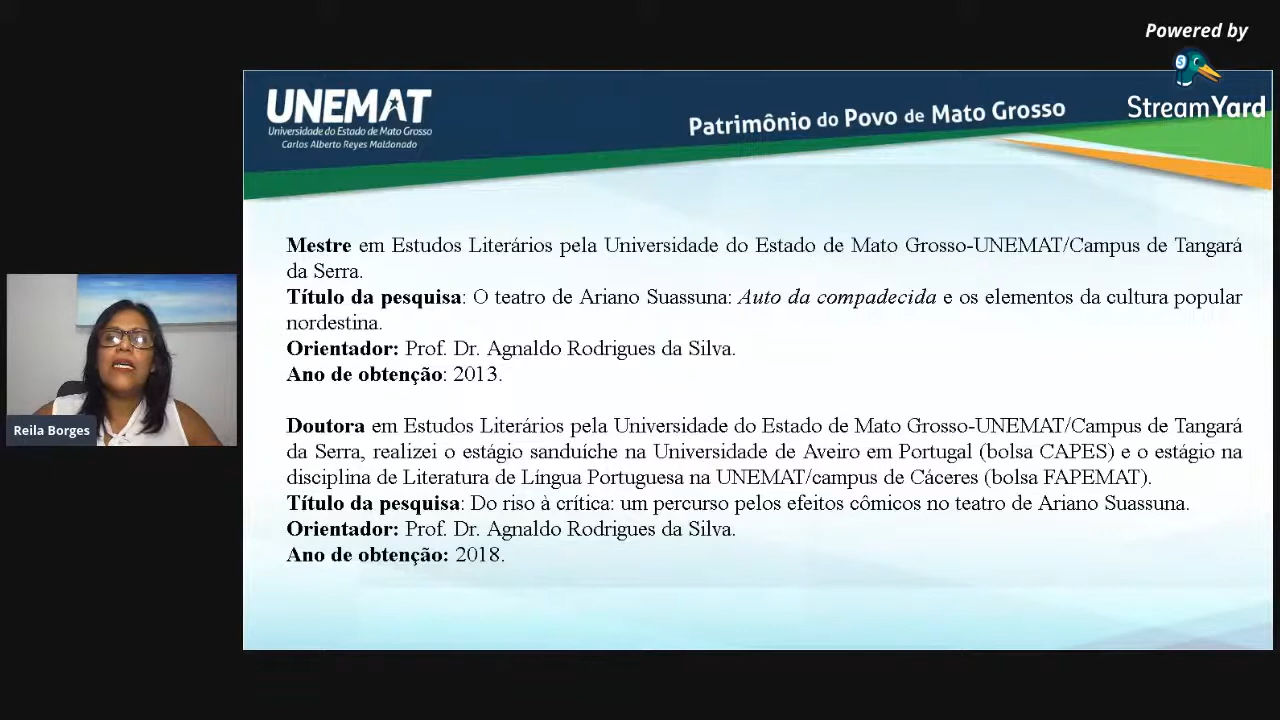 Powered by
StreamYard
UNEMAT
Universidade do Estado de Mato Grosso
Carlos Alberto Reyes Maldonado
Patrimônio do Povo de Mato Grosso
Mestre em Estudos Literários pela Universidade do Estado de Mato Grosso-UNEMAT/Campus de Tangará
da Serra.
Título da pesquisa: O teatro de Ariano Suassuna: Auto da compadecida e os elementos da cultura popular
nordestina.
Orientador: Prof. Dr. Agnaldo Rodrigues da Silva.
Ano de obtenção: 2013.
Doutora em Estudos Literários pela Universidade do Estado de Mato Grosso-UNEMAT/Campus de Tangará
da Serra, realizei o estágio sanduíche na Universidade de Aveiro em Portugal (bolsa CAPES) e o estágio na
disciplina de Literatura de Língua Portuguesa na UNEMAT/campus de Cáceres (bolsa FAPEMAT).
Título da pesquisa: Do riso à crítica: um percurso pelos efeitos cômicos no teatro de Ariano Suassuna.
Orientador: Prof. Dr. Agnaldo Rodrigues da Silva.
Ano de obtenção: 2018.
Reila Borges